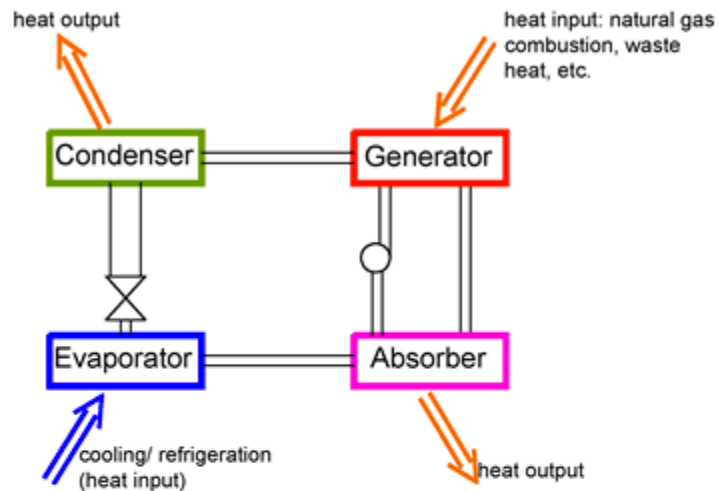 heat output
heat input: natural gas
combustion, waste
heat, etc.
Condenser
Generator
Evaporator
Absorber
cooling/ refrigeration
(heat input)
heat output